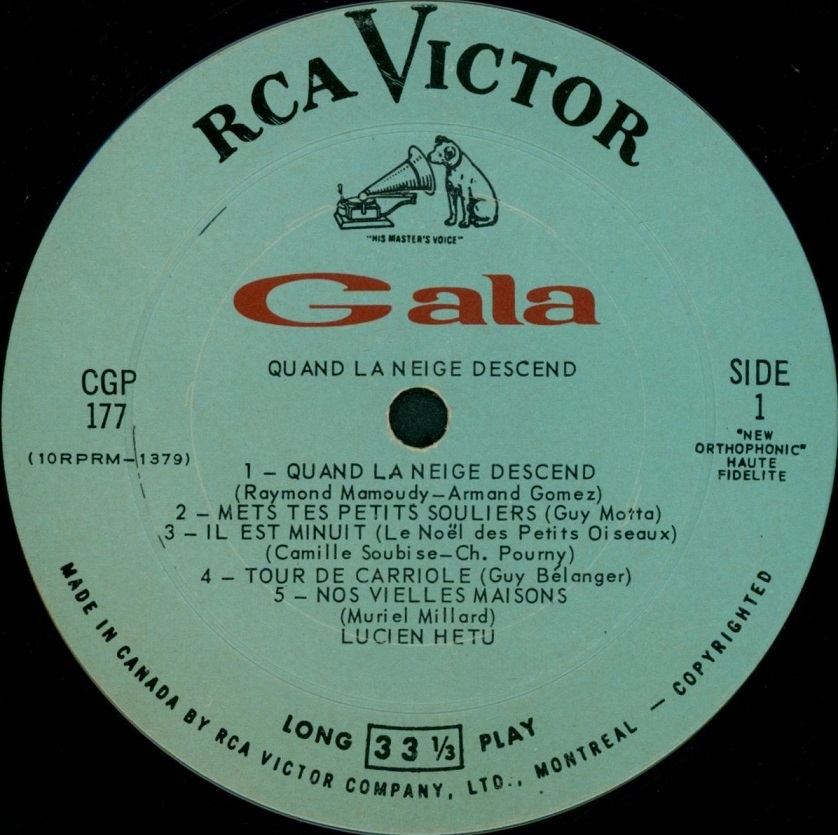 RCA VICTOR
"HIS MASTER'S VOICE"
Gala
QUAND LA NEIGE DESCEND
CGP
177
(10RPRM-1379)
SIDE
1
"NEW
ORTHOPHONIC"
HAUTE
FIDELITE
1 – QUAND LA NEIGE DESCEND
(Raymond Mamoudy–Armand Gomez)
2 – METS TES PETITS SOULIERS (Guy Motta)
3 – IL EST MINUIT (Le Noël des Petits Oiseaux)
(Camille Soubise–Ch. Pourny)
4 – TOUR DE CARRIOLE (Guy Bélanger)
5 – NOS VIELLES MAISONS
(Muriel Millard)
LUCIEN HETU
LONG 33 1/3 PLAY
MADE IN CANADA BY RCA VICTOR COMPANY, LTD., MONTREAL — COPYRIGHTED